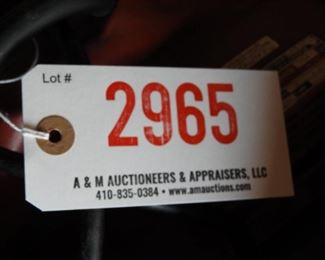 Lot #
2965
A & M AUCTIONEERS & APPRAISERS, LLC
410-835-0384 • www.amauctions.com